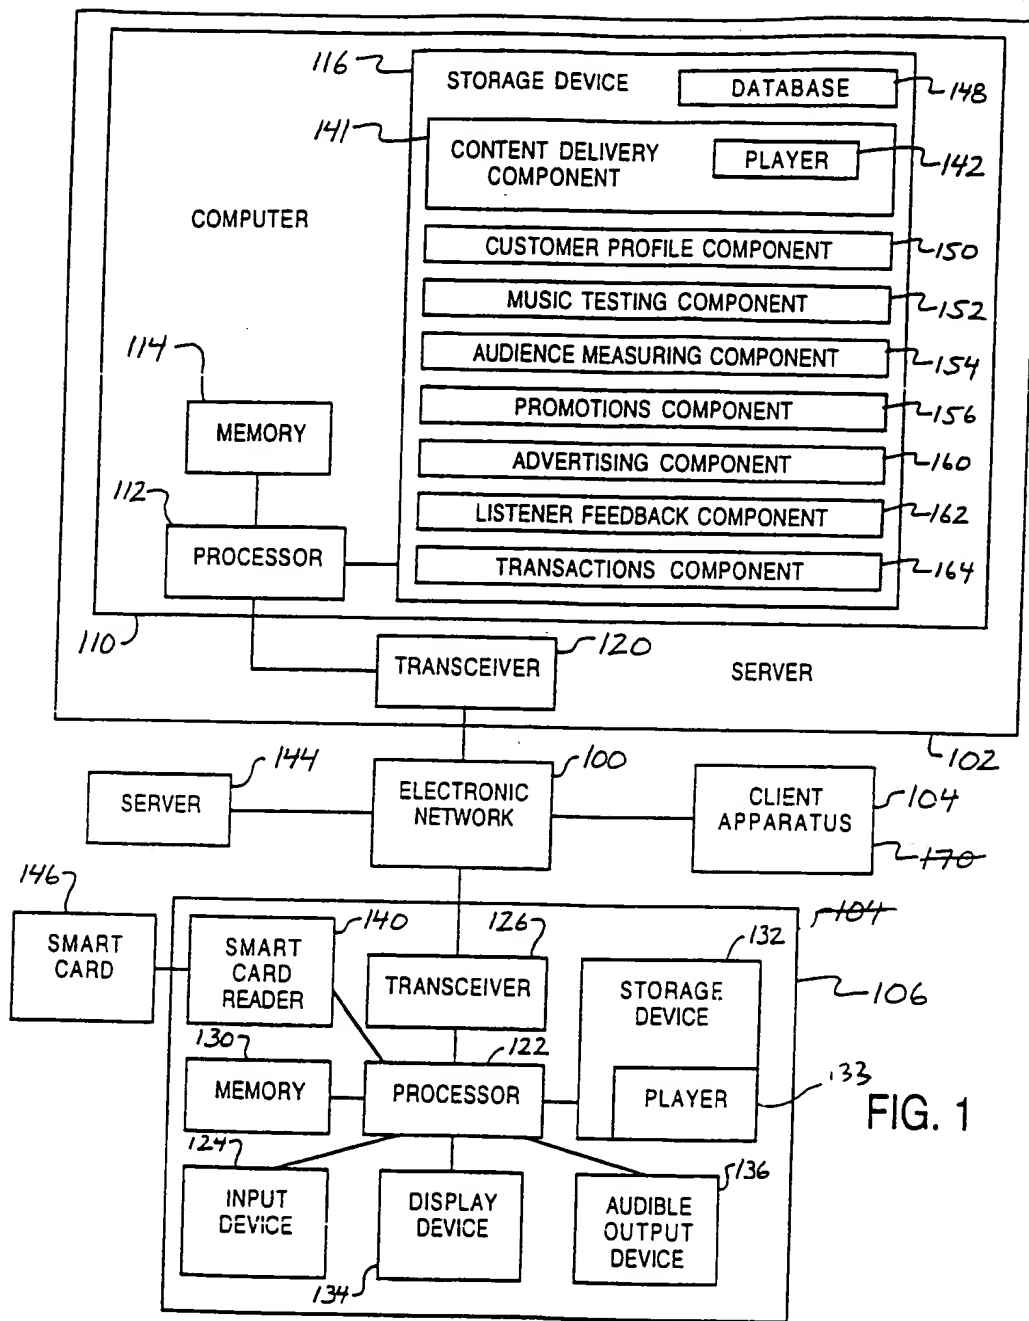 116
STORAGE DEVICE
DATABASE
148
141
CONTENT DELIVERY
COMPONENT
PLAYER
142
COMPUTER
CUSTOMER PROFILE COMPONENT
150
MUSIC TESTING COMPONENT
152
114
AUDIENCE MEASURING COMPONENT
154
MEMORY
PROMOTIONS COMPONENT
156
ADVERTISING COMPONENT
160
112
LISTENER FEEDBACK COMPONENT
162
PROCESSOR
TRANSACTIONS COMPONENT
164
110
TRANSCEIVER
120
SERVER
102
144
SERVER
100
ELECTRONIC
NETWORK
CLIENT
APPARATUS
104
170
146
SMART
CARD
104
140
SMART
CARD
READER
126
TRANSCEIVER
132
STORAGE
DEVICE
106
130
MEMORY
122
PROCESSOR
PLAYER
133
FIG. 1
124
INPUT
DEVICE
DISPLAY
DEVICE
134
136
AUDIBLE
OUTPUT
DEVICE